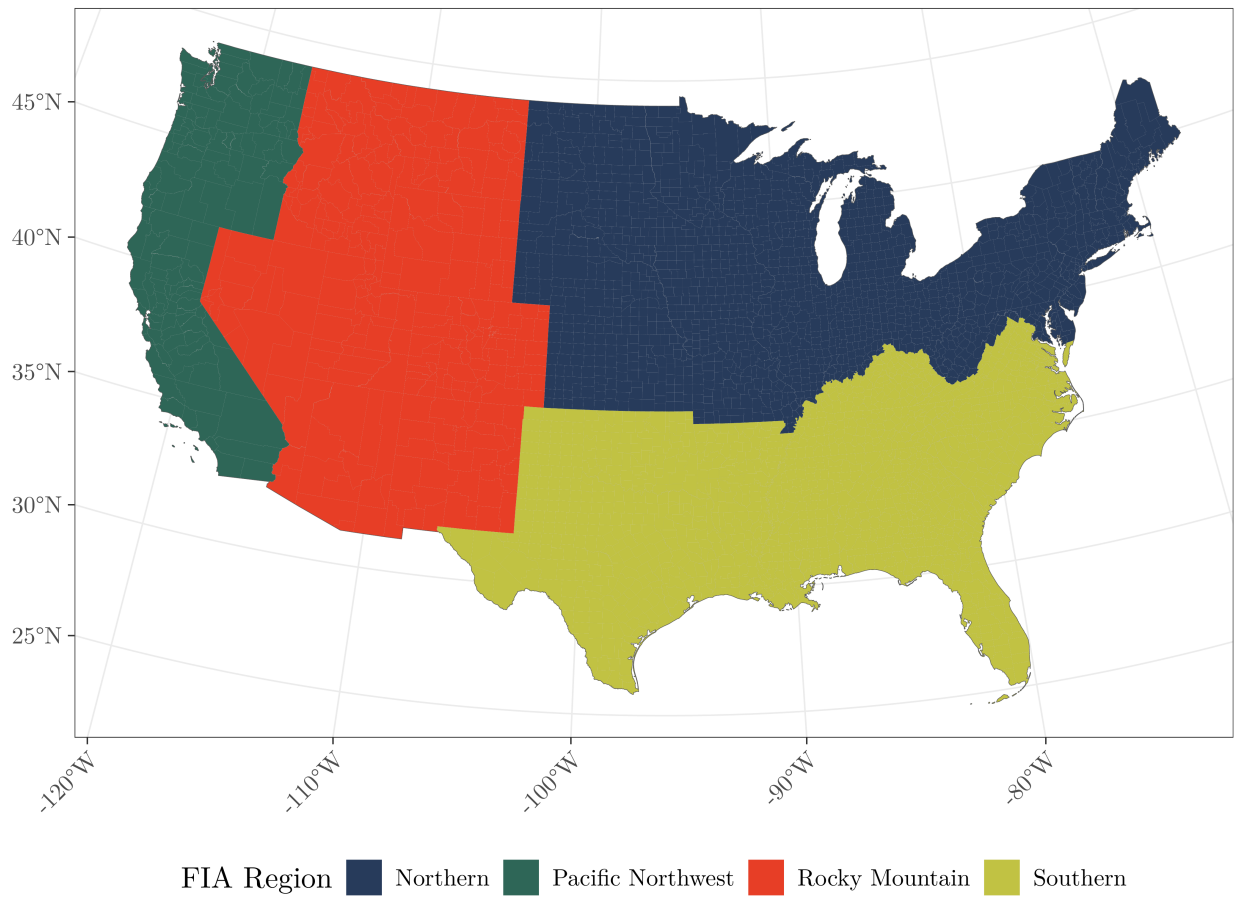 45°N
40°N
35°N
30°N
25°N
-120°W
-110°W
-100°W
-90°W
-80°W
FIA Region Northern Pacific Northwest Rocky Mountain Southern